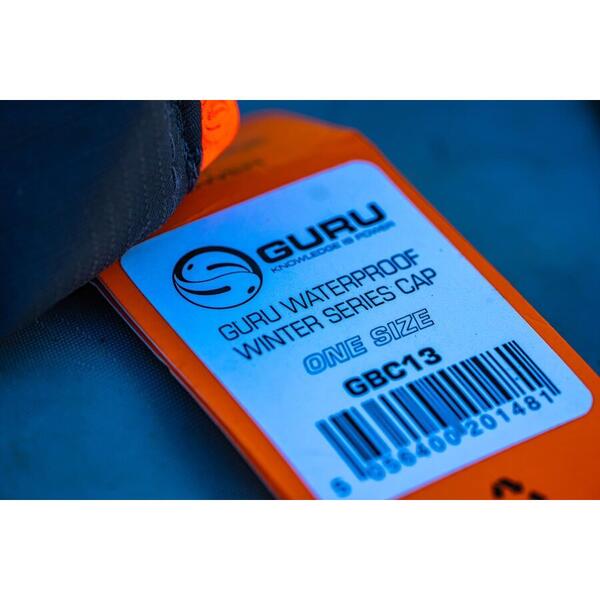 GURU
KNOWLEDGE IS POWER
GURU WATERPROOF
WINTER SERIES CAP
ONE SIZE
GBC13
5 056400 201481